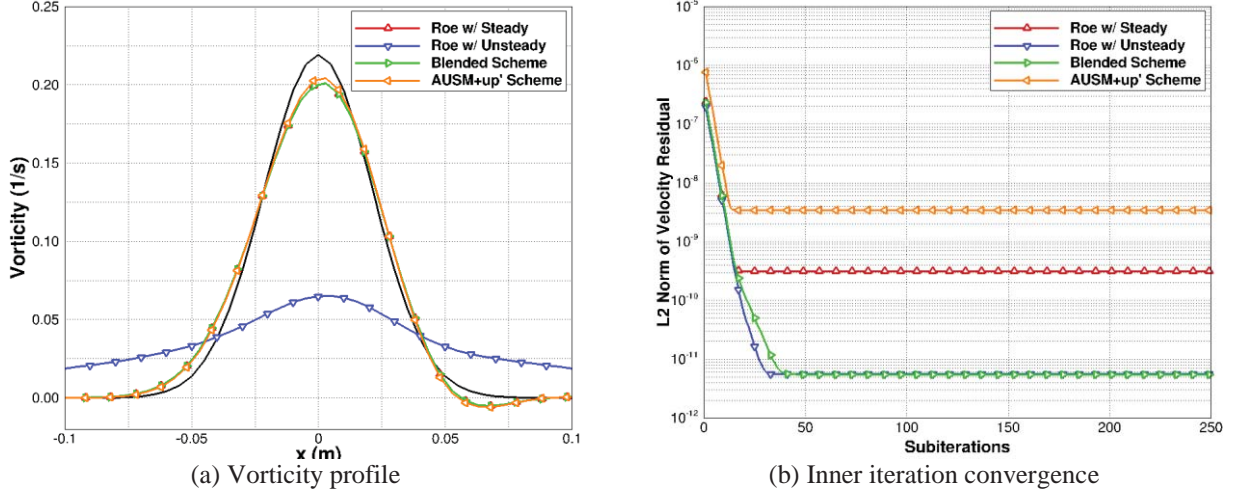 0.25
0.20
0.15
0.10
0.05
0.00
Vorticity (1/s)
-0.1
-0.05
0
0.05
0.1
x (m)
Roe w/ Steady
Roe w/ Unsteady
Blended Scheme
AUSM+up' Scheme
(a) Vorticity profile
10-5
10-6
10-7
10-8
10-9
10-10
10-11
10-12
L2 Norm of Velocity Residual
0
50
100
150
200
250
Subiterations
Roe w/ Steady
Roe w/ Unsteady
Blended Scheme
AUSM+up' Scheme
(b) Inner iteration convergence